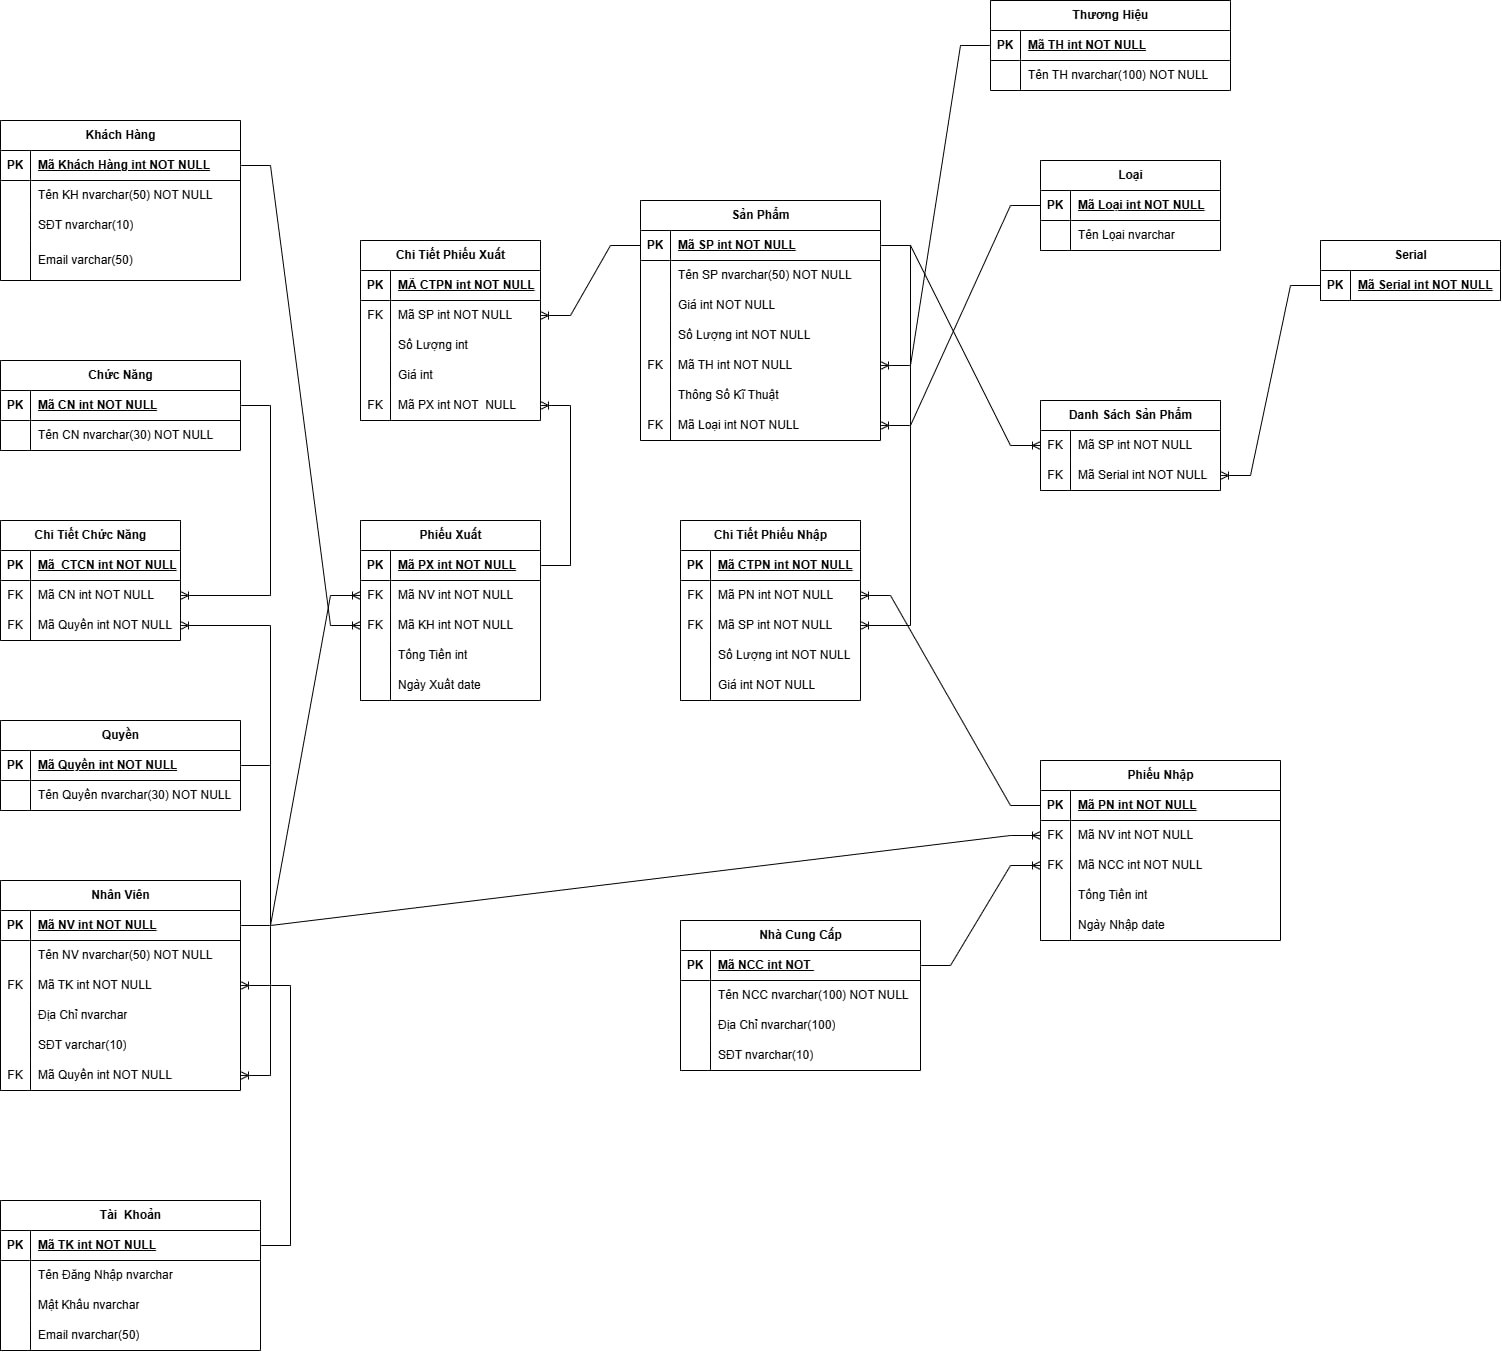 Thương Hiệu
PK Mã TH int NOT NULL
Tên TH nvarchar(100) NOT NULL
Khách Hàng
PK Mã Khách Hàng int NOT NULL
Tên KH nvarchar(50) NOT NULL
SĐT nvarchar(10)
Email varchar(50)
Loại
PK Mã Loại int NOT NULL
Tên Lọai nvarchar
Sản Phẩm
PK Mã SP int NOT NULL
Tên SP nvarchar(50) NOT NULL
Giá int NOT NULL
Số Lượng int NOT NULL
FK Mã TH int NOT NULL
Thông Số Kĩ Thuật
FK Mã Loại int NOT NULL
Chi Tiết Phiếu Xuất
PK MÃ CTPN int NOT NULL
FK Mã SP int NOT NULL
Số Lượng int
Giá int
FK Mã PX int NOT NULL
Serial
PK Mã Serial int NOT NULL
Chức Năng
PK Mã CN int NOT NULL
Tên CN nvarchar(30) NOT NULL
Danh Sách Sản Phẩm
FK Mã SP int NOT NULL
FK Mã Serial int NOT NULL
Chi Tiết Chức Năng
PK Mã CTCN int NOT NULL
FK Mã CN int NOT NULL
FK Mã Quyền int NOT NULL
Phiếu Xuất
PK Mã PX int NOT NULL
FK Mã NV int NOT NULL
FK Mã KH int NOT NULL
Tổng Tiền int
Ngày Xuất date
Chi Tiết Phiếu Nhập
PK Mã CTPN int NOT NULL
FK Mã PN int NOT NULL
FK Mã SP int NOT NULL
Số Lượng int NOT NULL
Giá int NOT NULL
Quyền
PK Mã Quyền int NOT NULL
Tên Quyền nvarchar(30) NOT NULL
Phiếu Nhập
PK Mã PN int NOT NULL
FK Mã NV int NOT NULL
FK Mã NCC int NOT NULL
Tổng Tiền int
Ngày Nhập date
Nhân Viên
PK Mã NV int NOT NULL
Tên NV nvarchar(50) NOT NULL
FK Mã TK int NOT NULL
Địa Chỉ nvarchar
SĐT varchar(10)
FK Mã Quyền int NOT NULL
Nhà Cung Cấp
PK Mã NCC int NOT
Tên NCC nvarchar(100) NOT NULL
Địa Chỉ nvarchar(100)
SĐT nvarchar(10)
Tài Khoản
PK Mã TK int NOT NULL
Tên Đăng Nhập nvarchar
Mật Khẩu nvarchar
Email nvarchar(50)